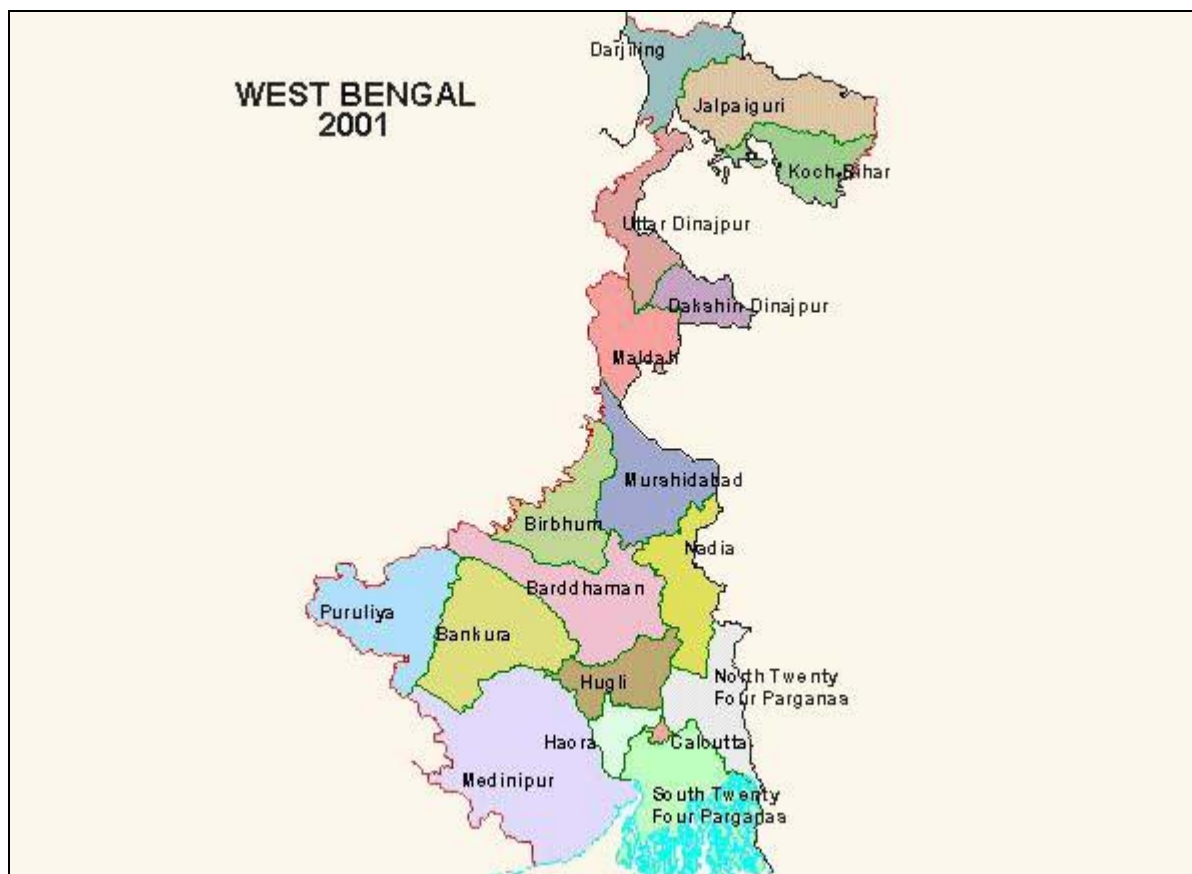 WEST BENGAL
2001
Darjiling
Jalpaiguri
Koch Bihar
Uttar Dinajpur
Dakshin Dinajpur
Maldah
Murshidabad
Birbhum
Nadia
Barddhaman
Puruliya
Bankura
North Twenty
Four Parganas
Hugli
Haora
Calcutta
Medinipur
South Twenty
Four Parganas